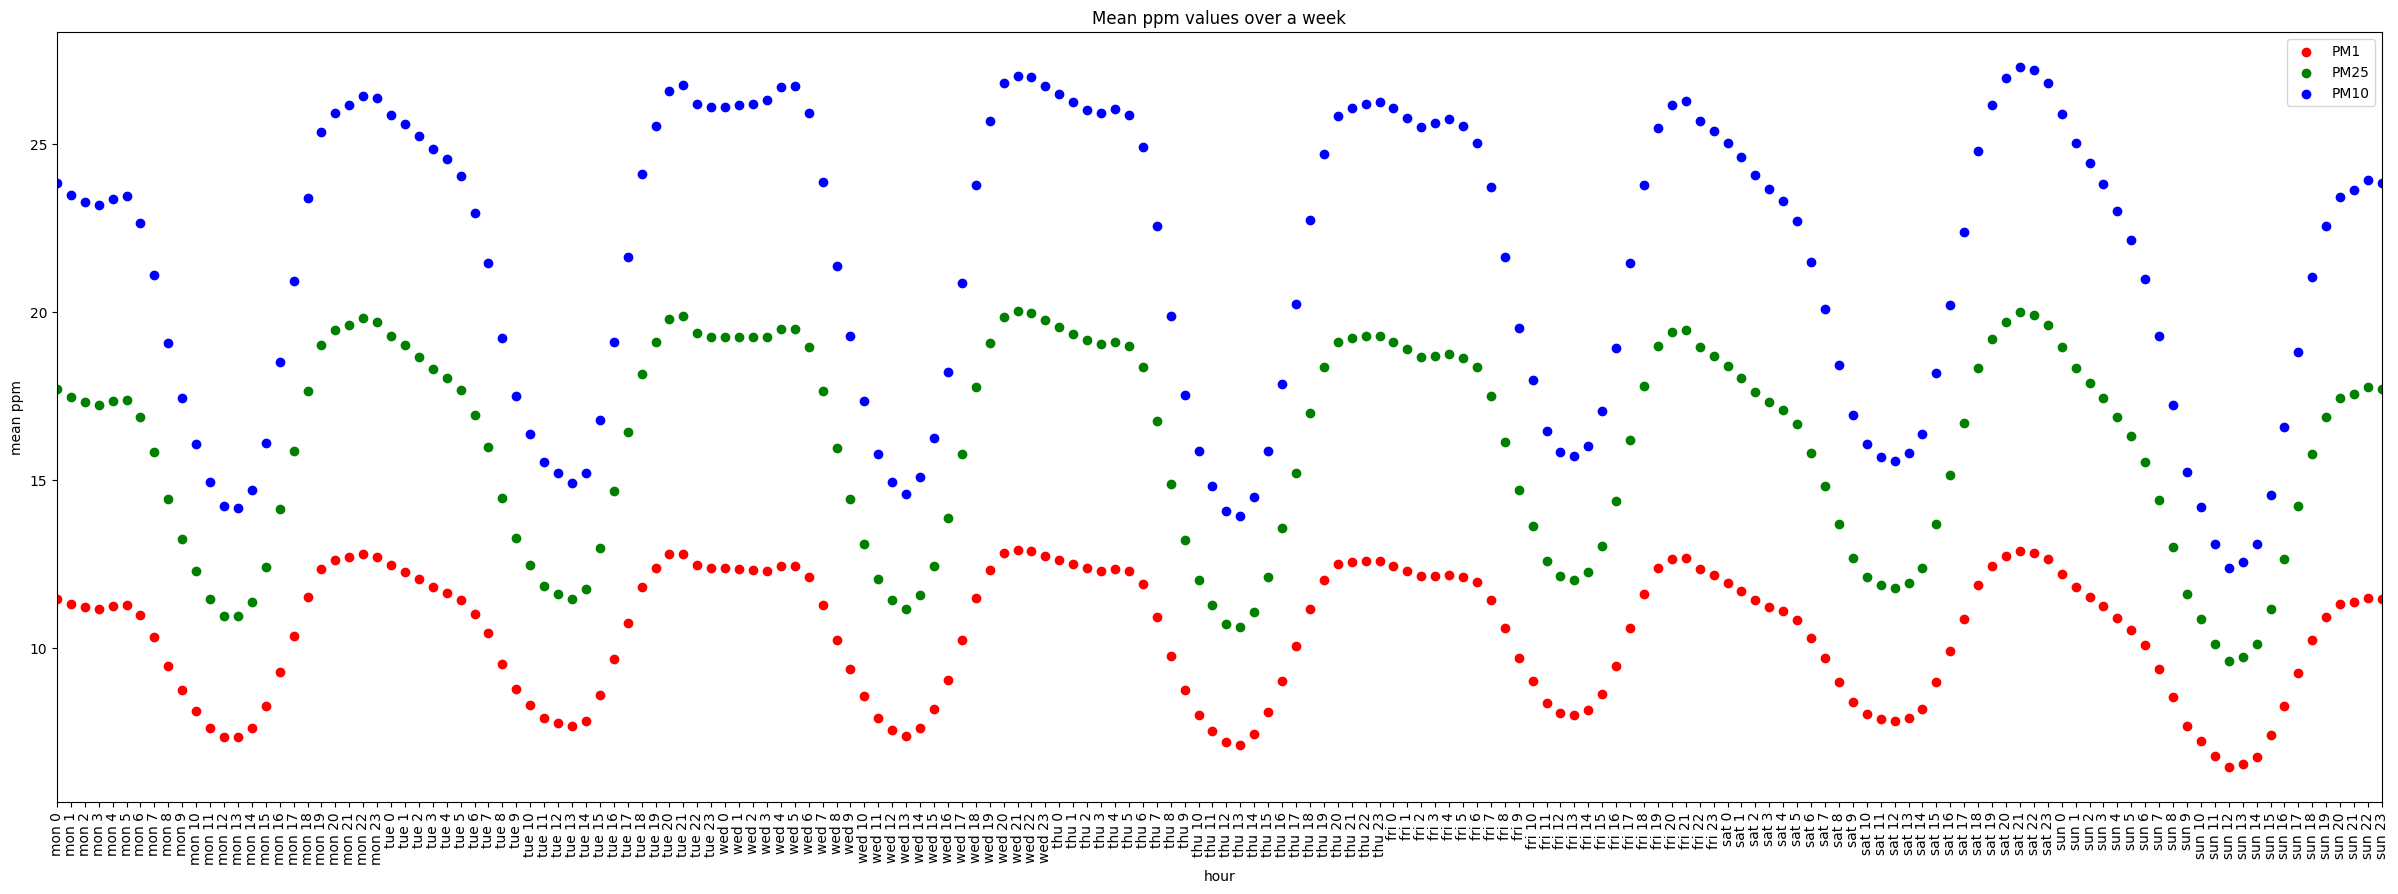 Mean ppm values over a week
PM1
PM25
PM10
mean ppm
25
20
15
10
mon 0
mon 1
mon 2
mon 3
mon 4
mon 5
mon 6
mon 7
mon 8
mon 9
mon 10
mon 11
mon 12
mon 13
mon 14
mon 15
mon 16
mon 17
mon 18
mon 19
mon 20
mon 21
mon 22
mon 23
tue 0
tue 1
tue 2
tue 3
tue 4
tue 5
tue 6
tue 7
tue 8
tue 9
tue 10
tue 11
tue 12
tue 13
tue 14
tue 15
tue 16
tue 17
tue 18
tue 19
tue 20
tue 21
tue 22
tue 23
wed 0
wed 1
wed 2
wed 3
wed 4
wed 5
wed 6
wed 7
wed 8
wed 9
wed 10
wed 11
wed 12
wed 13
wed 14
wed 15
wed 16
wed 17
wed 18
wed 19
wed 20
wed 21
wed 22
wed 23
thu 0
thu 1
thu 2
thu 3
thu 4
thu 5
thu 6
thu 7
thu 8
thu 9
thu 10
thu 11
thu 12
thu 13
thu 14
thu 15
thu 16
thu 17
thu 18
thu 19
thu 20
thu 21
thu 22
thu 23
fri 0
fri 1
fri 2
fri 3
fri 4
fri 5
fri 6
fri 7
fri 8
fri 9
fri 10
fri 11
fri 12
fri 13
fri 14
fri 15
fri 16
fri 17
fri 18
fri 19
fri 20
fri 21
fri 22
fri 23
sat 0
sat 1
sat 2
sat 3
sat 4
sat 5
sat 6
sat 7
sat 8
sat 9
sat 10
sat 11
sat 12
sat 13
sat 14
sat 15
sat 16
sat 17
sat 18
sat 19
sat 20
sat 21
sat 22
sat 23
sun 0
sun 1
sun 2
sun 3
sun 4
sun 5
sun 6
sun 7
sun 8
sun 9
sun 10
sun 11
sun 12
sun 13
sun 14
sun 15
sun 16
sun 17
sun 18
sun 19
sun 20
sun 21
sun 22
sun 23
hour